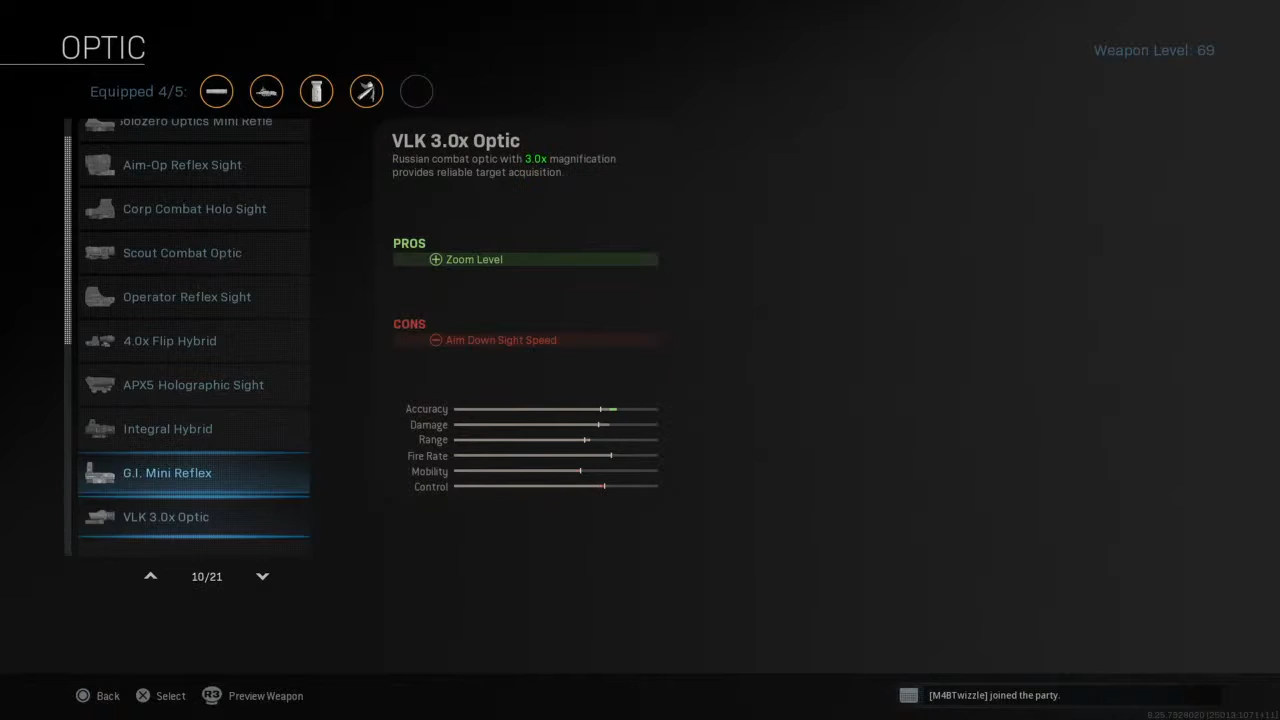 OPTIC
Weapon Level: 69
Equipped 4/5:
Optics Mini Refle
Aim-Op Reflex Sight
Corp Combat Holo Sight
Scout Combat Optic
Operator Reflex Sight
4.0x Flip Hybrid
APX5 Holographic Sight
Integral Hybrid
G.I. Mini Reflex
VLK 3.0x Optic
10/21
VLK 3.0x Optic
Russian combat optic with 3.0x magnification
provides reliable target acquisition.
PROS
Zoom Level
CONS
Aim Down Sight Speed
Accuracy
Damage
Range
Fire Rate
Mobility
Control
Back
Select
R3 Preview Weapon
[M4BTwizzle] joined the party.